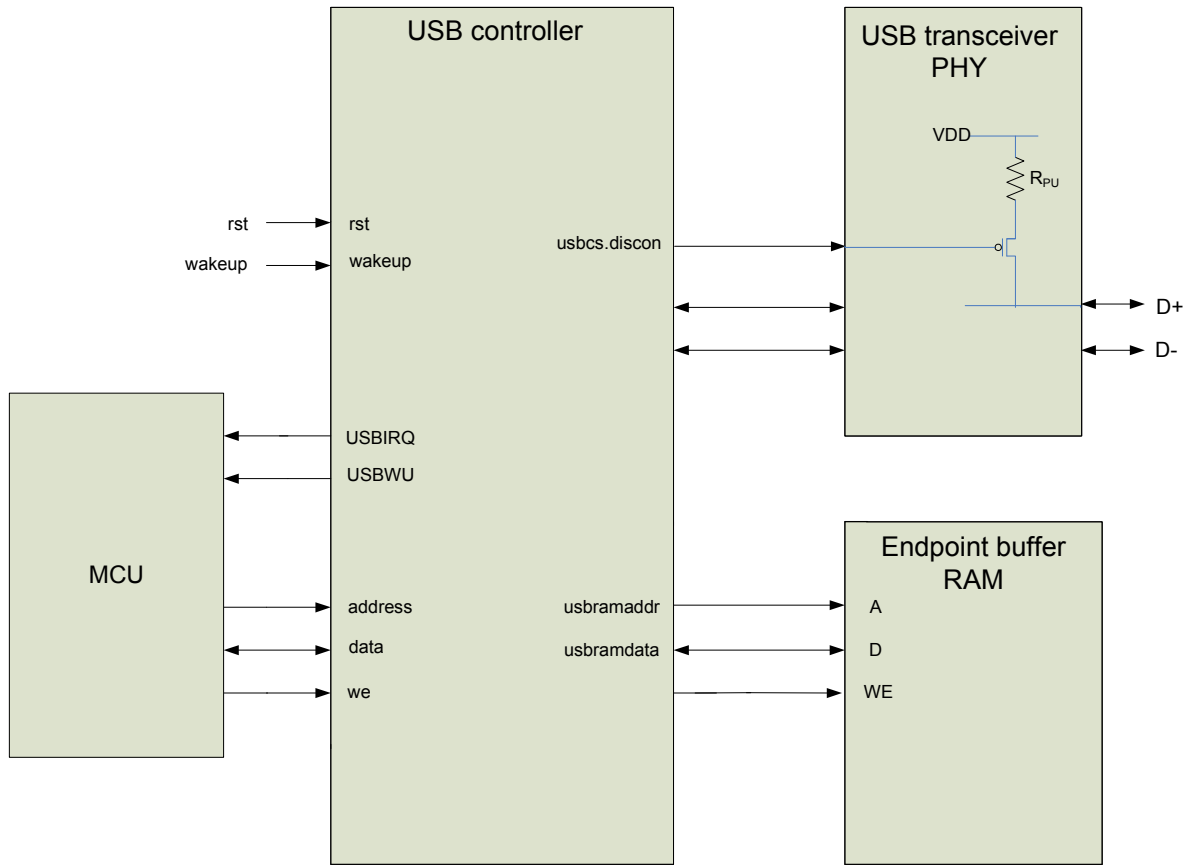 USB controller
USB transceiver
PHY
VDD
RPU
rst
rst
usbcs.discon
wakeup
wakeup
D+
D-
USBIRQ
USBWU
MCU
Endpoint buffer
RAM
address
usbramaddr
A
data
usbramdata
D
we
WE